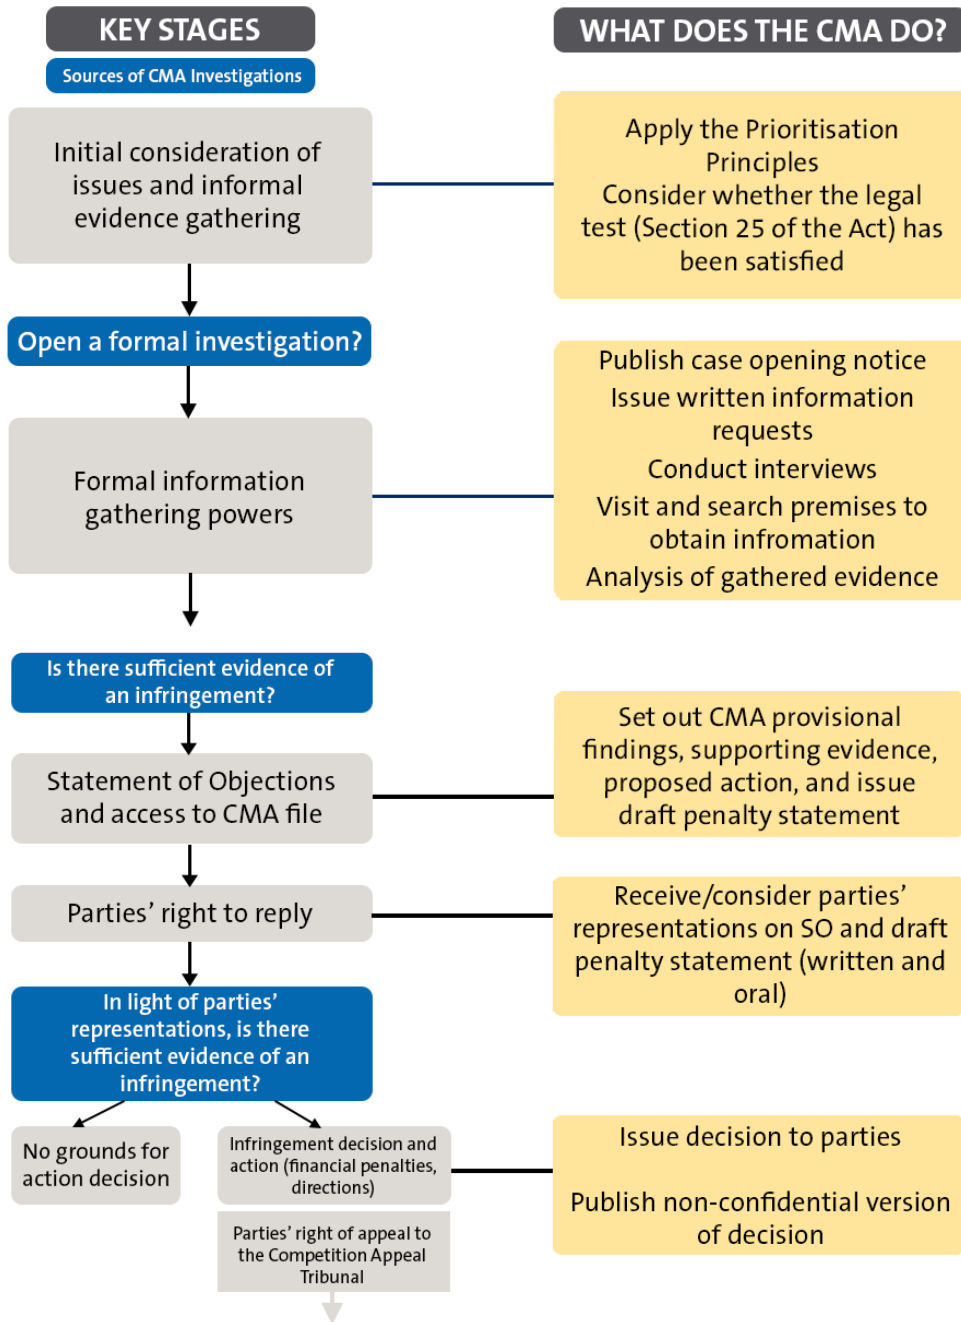 KEY STAGES
WHAT DOES THE CMA DO?
Sources of CMA Investigations
Initial consideration of
issues and informal
evidence gathering
Apply the Prioritisation
Principles
Consider whether the legal
test (Section 25 of the Act) has
been satisfied
Open a formal investigation?
Formal information
gathering powers
Publish case opening notice
Issue written information
requests
Conduct interviews
Visit and search premises to
obtain infromation
Analysis of gathered evidence
Is there sufficient evidence of
an infringement?
Statement of Objections
and access to CMA file
Set out CMA provisional
findings, supporting evidence,
proposed action, and issue
draft penalty statement
Parties’ right to reply
Receive/consider parties’
representations on SO and draft
penalty statement (written and
oral)
In light of parties’
representations, is there
sufficient evidence of an
infringement?
No grounds for
action decision
Infringement decision and
action (financial penalties,
directions)
Issue decision to parties
Publish non-confidential version
of decision
Parties’ right of appeal to
the Competition Appeal
Tribunal